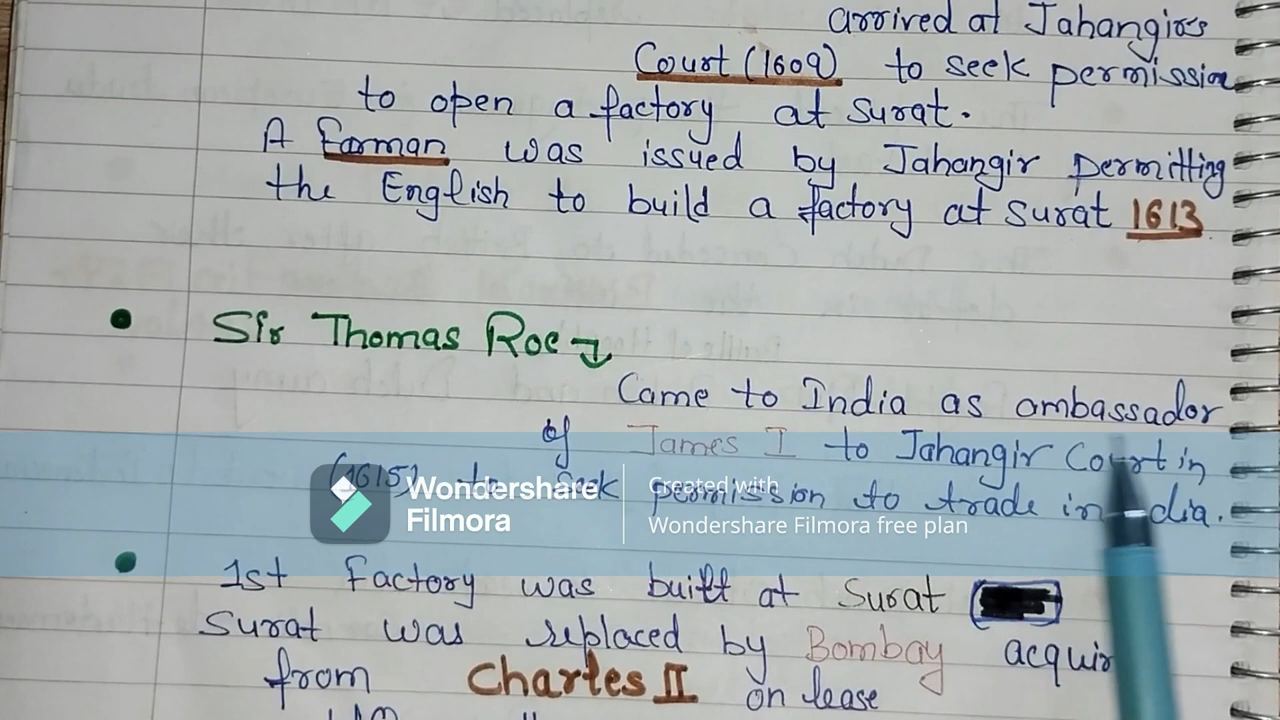 arrived at Jahangir's
Court (1609) to seek permission
to open a factory at Surat.
A Farman was issued by Jahangir permitting
the English to build a factory at Surat 1613
• Sir Thomas Roe →
Came to India as ambassador
of James I to Jahangir Court in
(1615) to seek permission to trade in dia.
Wondershare
Filmora
Created with
Wondershare Filmora free plan
• 1st Factory was built at Surat
Surat was replaced by Bombay acquir
from Charles II on lease